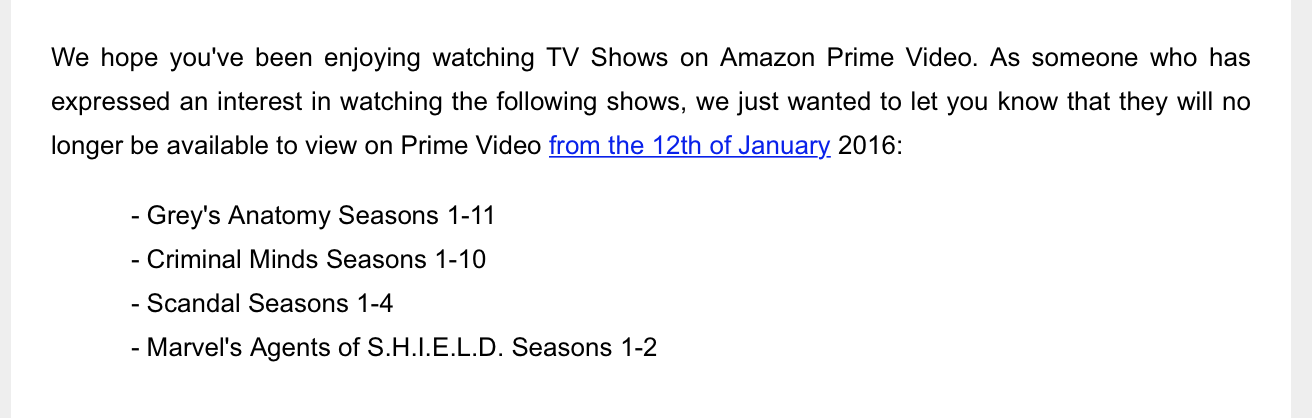 We hope you've been enjoying watching TV Shows on Amazon Prime Video. As someone who has
expressed an interest in watching the following shows, we just wanted to let you know that they will no
longer be available to view on Prime Video from the 12th of January 2016:
- Grey's Anatomy Seasons 1-11
- Criminal Minds Seasons 1-10
- Scandal Seasons 1-4
- Marvel's Agents of S.H.I.E.L.D. Seasons 1-2